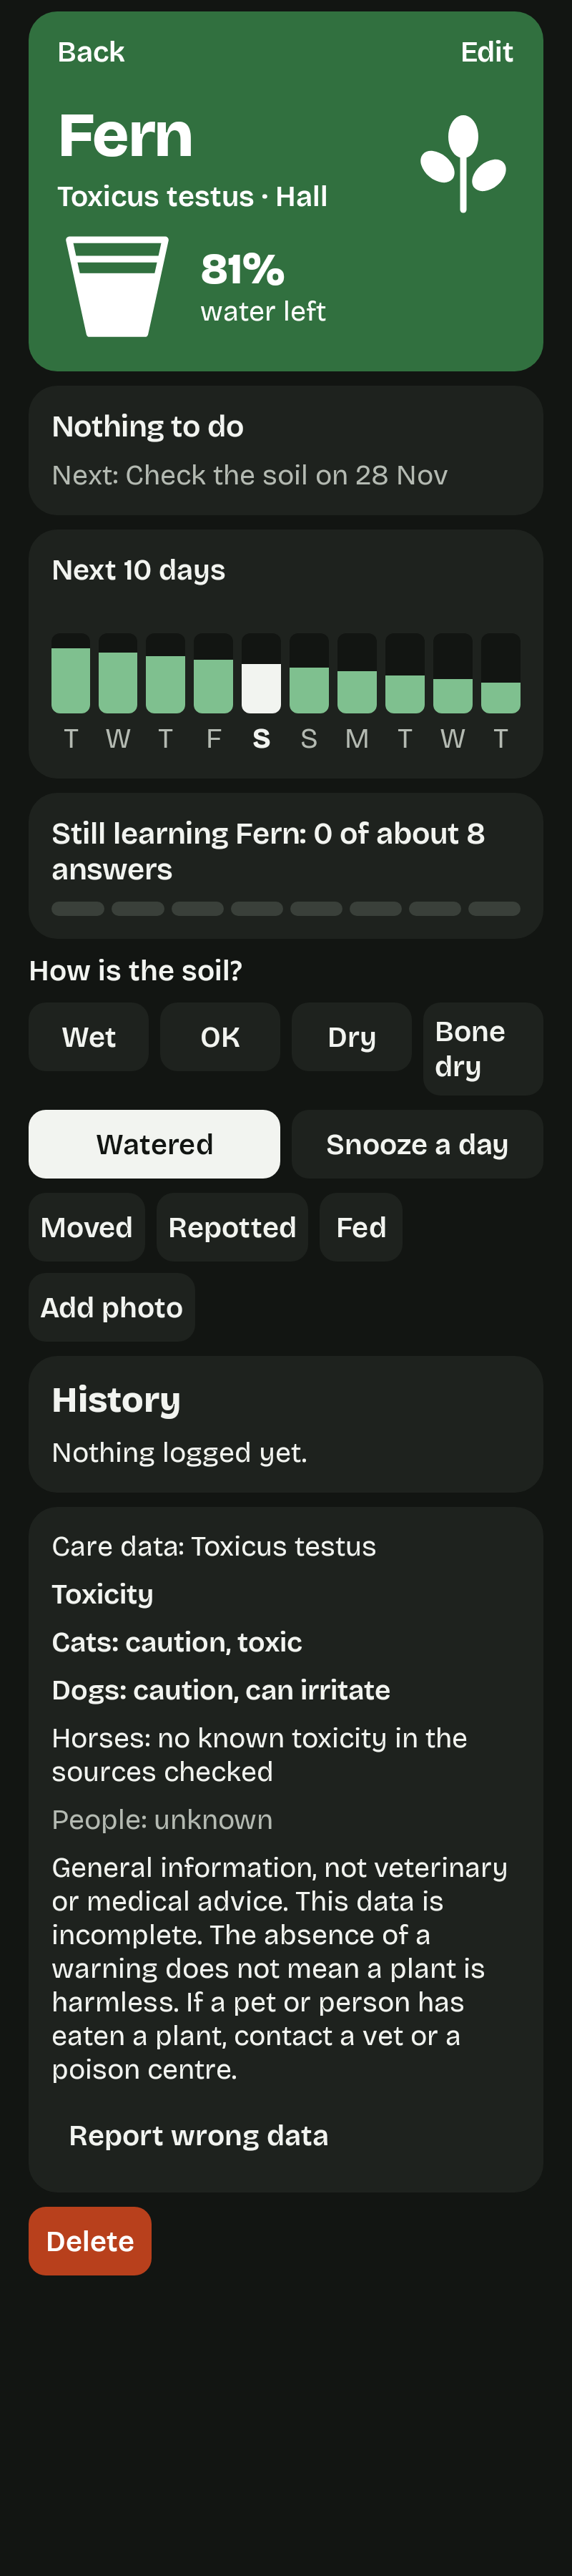 Back
Edit
Fern
Toxicus testus · Hall
81%
water left
Nothing to do
Next: Check the soil on 28 Nov
Next 10 days
T W T F S S M T W T
Still learning Fern: 0 of about 8
answers
How is the soil?
Wet
OK
Dry
Bone
dry
Watered
Snooze a day
Moved
Repotted
Fed
Add photo
History
Nothing logged yet.
Care data: Toxicus testus
Toxicity
Cats: caution, toxic
Dogs: caution, can irritate
Horses: no known toxicity in the
sources checked
People: unknown
General information, not veterinary
or medical advice. This data is
incomplete. The absence of a
warning does not mean a plant is
harmless. If a pet or person has
eaten a plant, contact a vet or a
poison centre.
Report wrong data
Delete